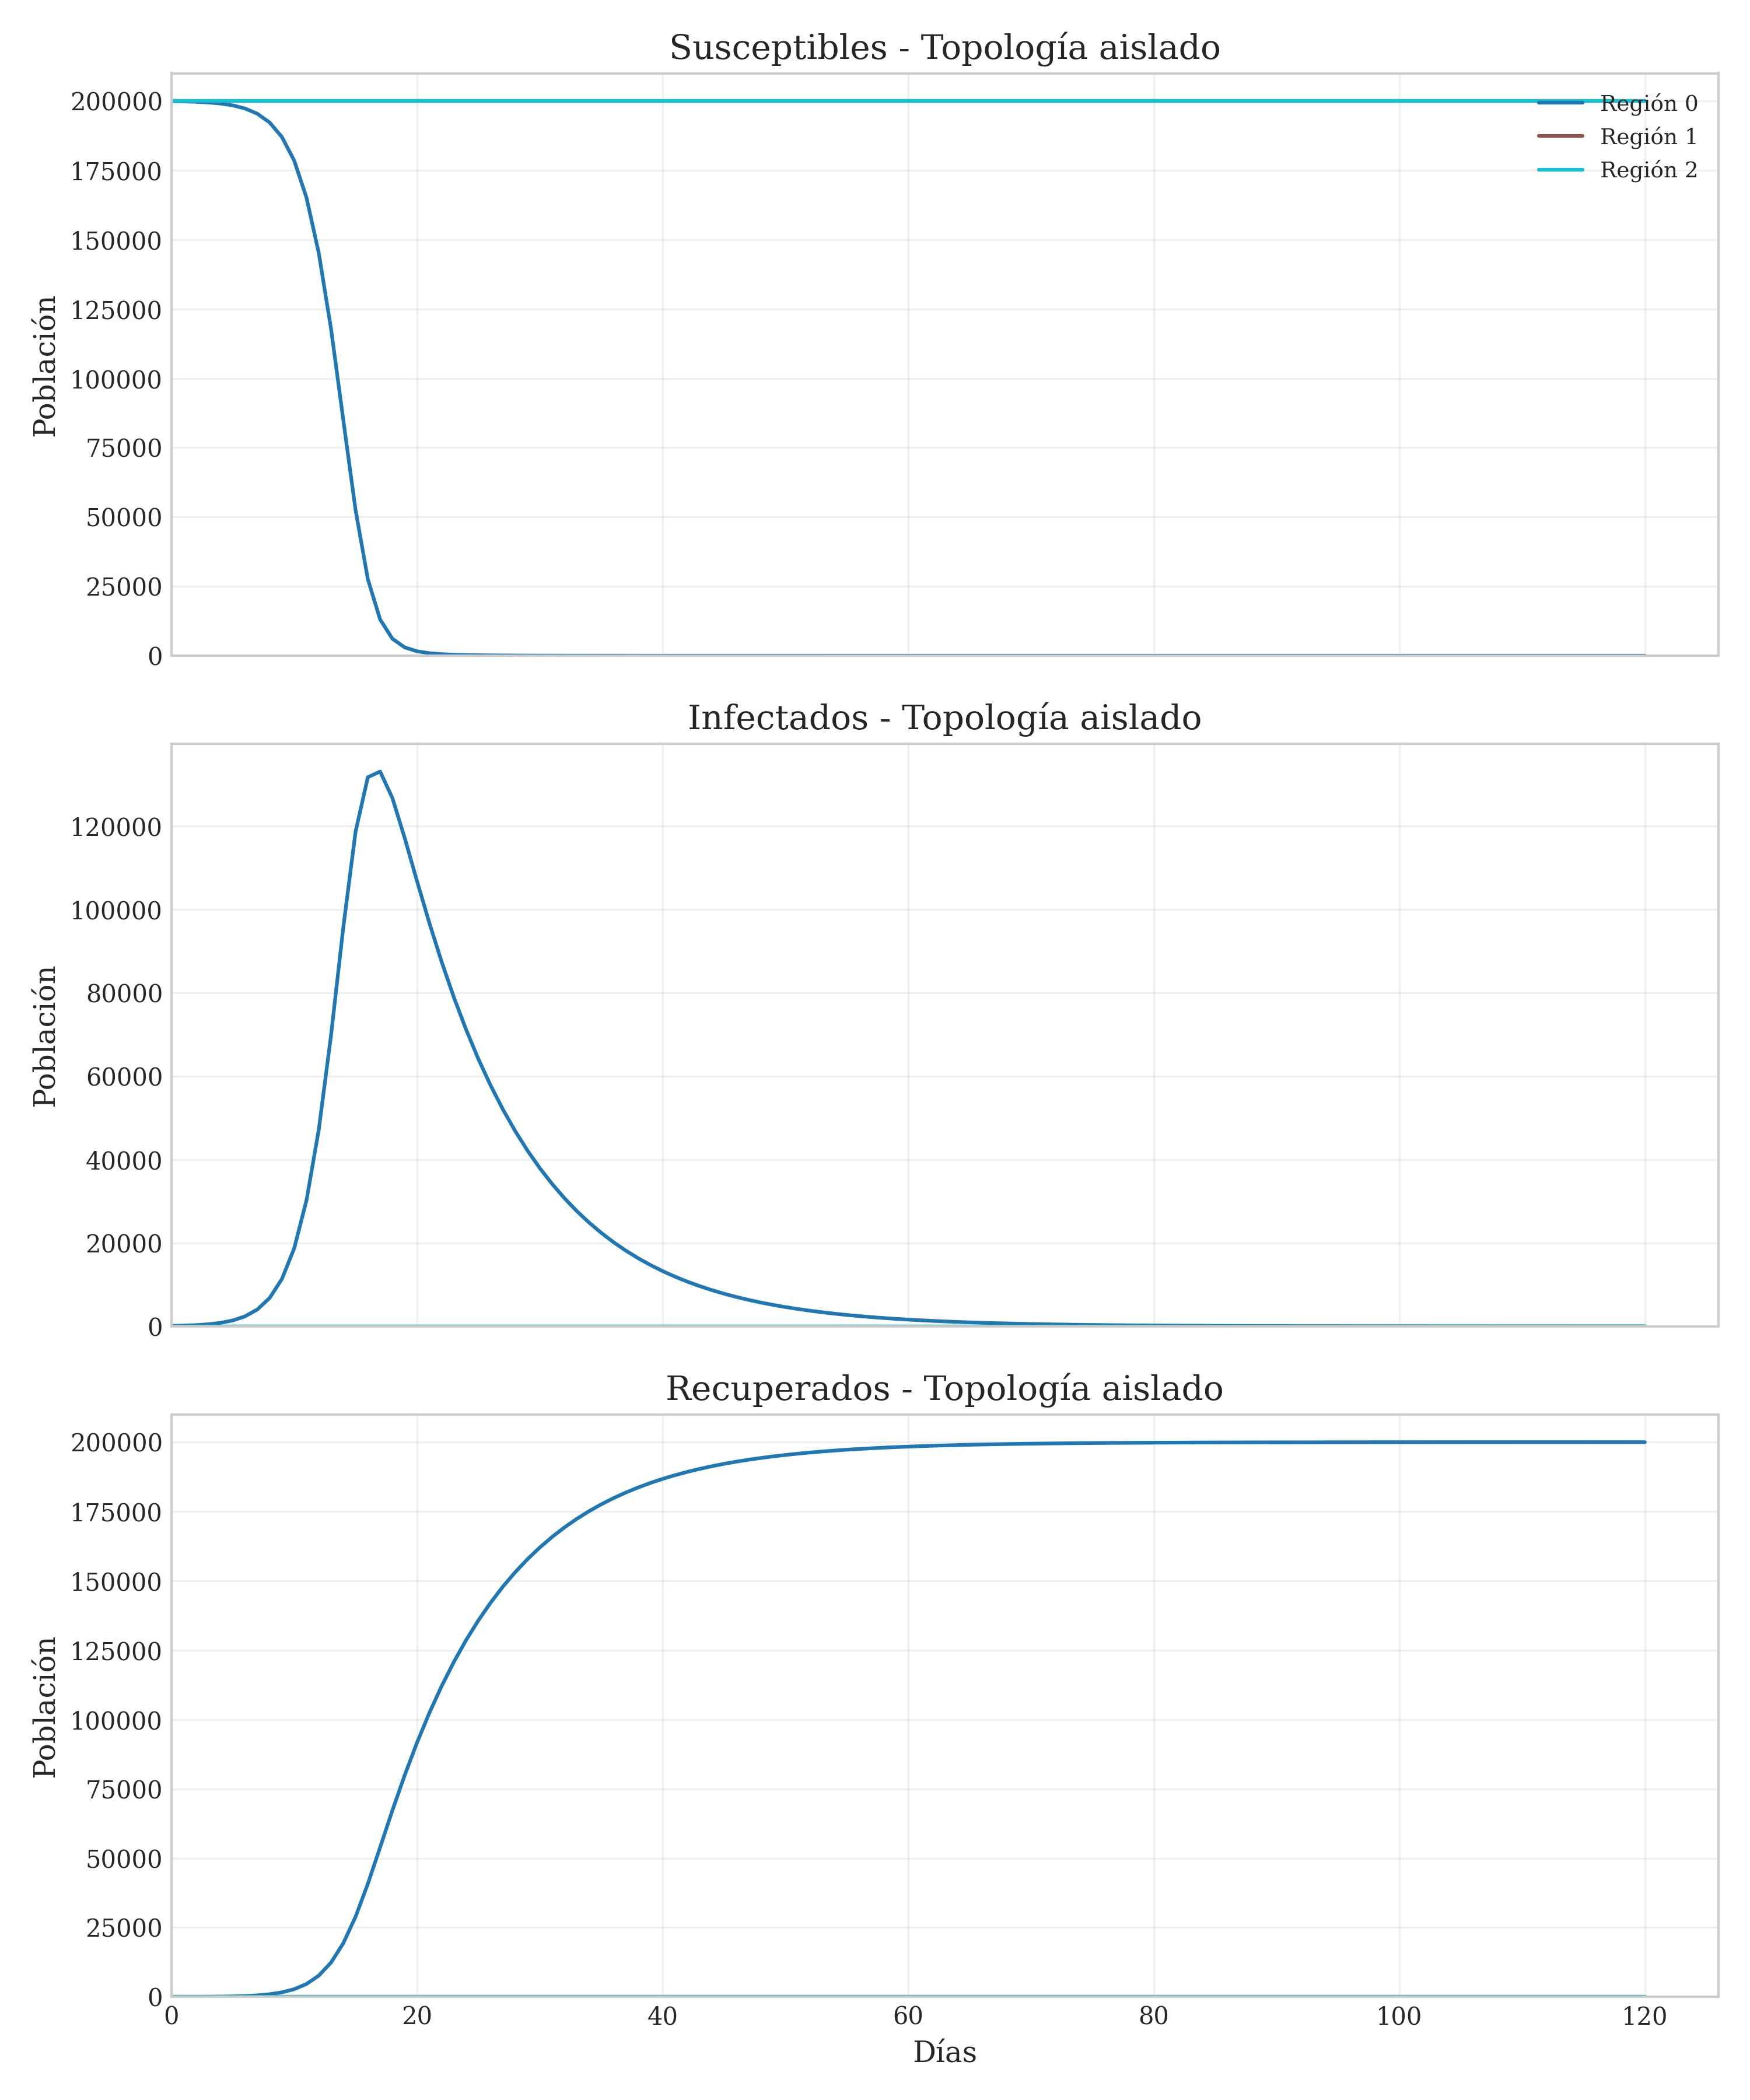 Susceptibles - Topología aislado
200000
175000
150000
125000
100000
75000
50000
25000
0
Población
Región 0
Región 1
Región 2
Infectados - Topología aislado
120000
100000
80000
60000
40000
20000
0
Población
Recuperados - Topología aislado
200000
175000
150000
125000
100000
75000
50000
25000
0
Población
0 20 40 60 80 100 120
Días